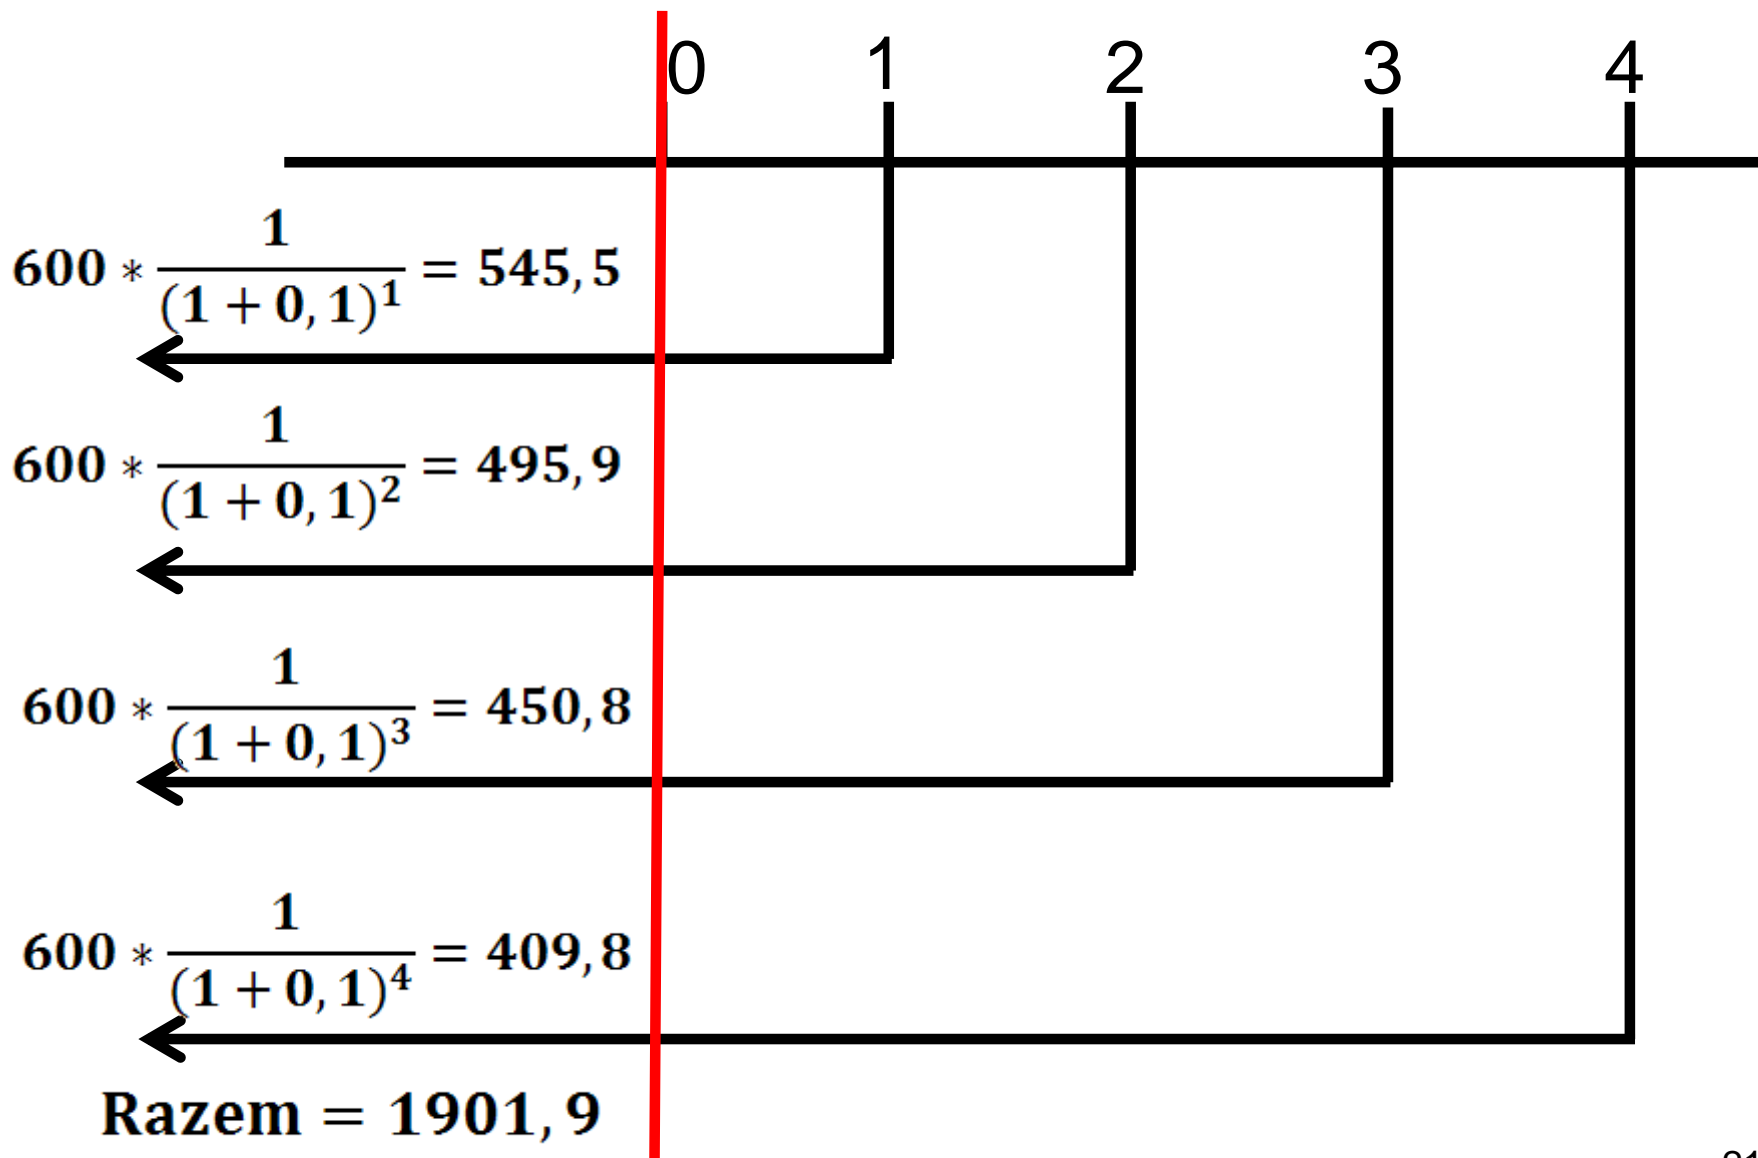 0 1 2 3 4
600 * 1/(1 + 0,1)^1 = 545,5
600 * 1/(1 + 0,1)^2 = 495,9
600 * 1/(1 + 0,1)^3 = 450,8
600 * 1/(1 + 0,1)^4 = 409,8
Razem = 1901,9